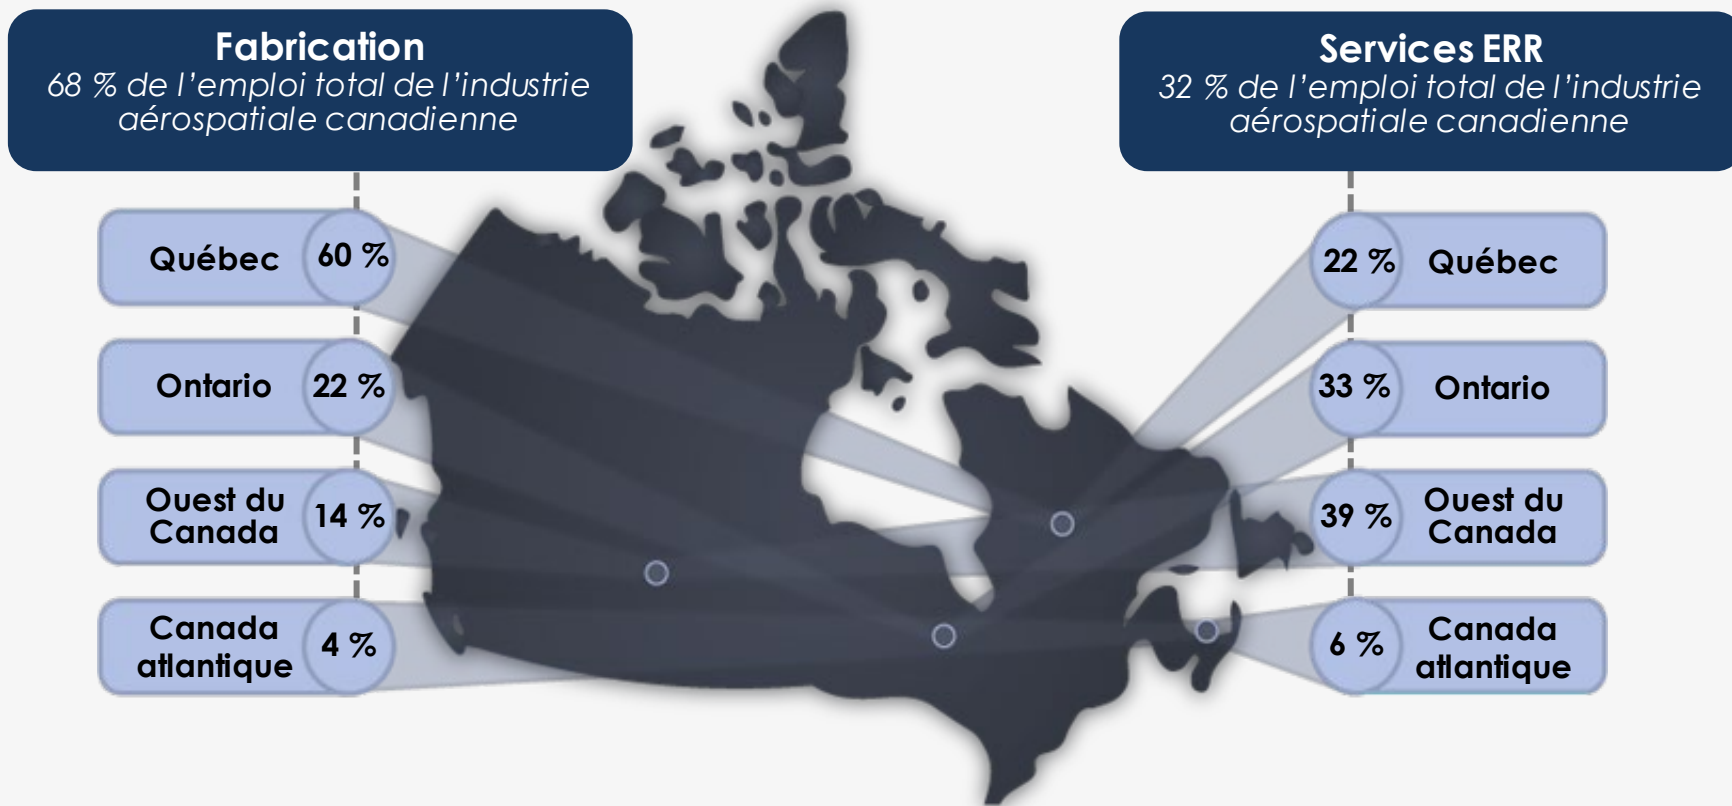 Fabrication
68 % de l’emploi total de l’industrie
aérospatiale canadienne
Québec 60 %
Ontario 22 %
Ouest du
Canada
14 %
Canada
atlantique
4 %
Services ERR
32 % de l’emploi total de l’industrie
aérospatiale canadienne
22 % Québec
33 % Ontario
39 %
Ouest du
Canada
6 %
Canada
atlantique